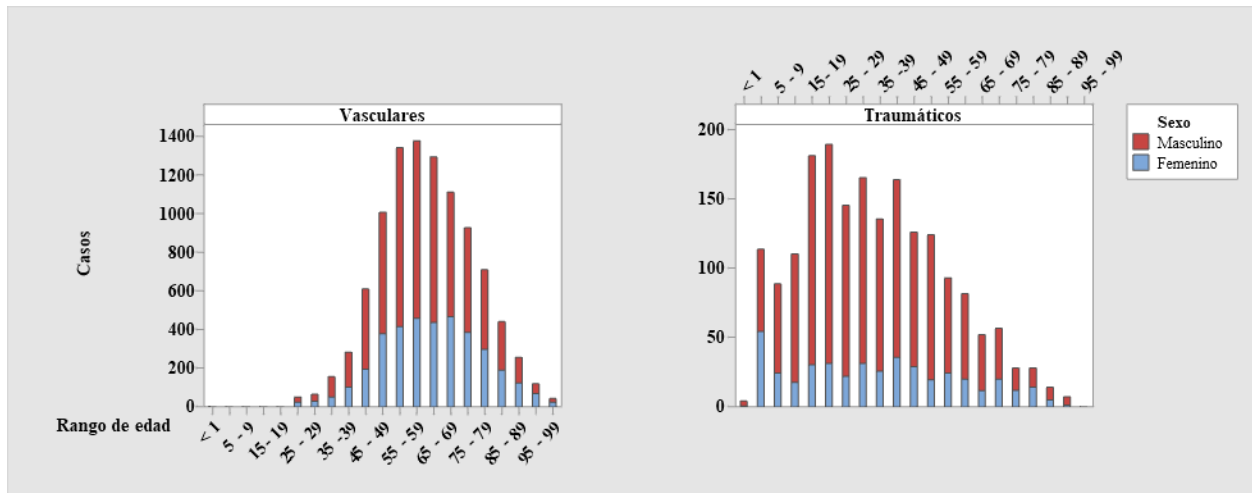 Vasculares
1400
1200
1000
800
600
400
200
0
Casos
Rango de edad
< 1
5 - 9
15- 19
25 - 29
35 -39
45 - 49
55 - 59
65 - 69
75 - 79
85 - 89
95 - 99
< 1
5 - 9
15- 19
25 - 29
35 -39
45 - 49
55 - 59
65 - 69
75 - 79
85 - 89
95 - 99
Traumáticos
200
150
100
50
0
Sexo
Masculino
Femenino